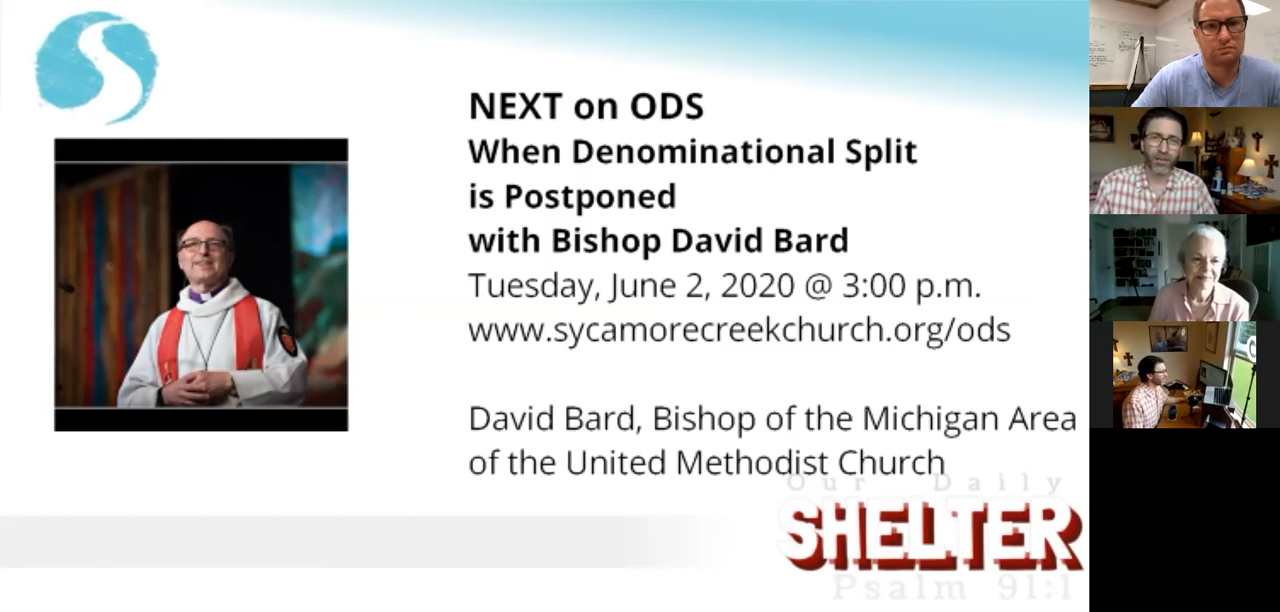 NEXT on ODS
When Denominational Split
is Postponed
with Bishop David Bard
Tuesday, June 2, 2020 @ 3:00 p.m.
www.sycamorecreekchurch.org/ods
David Bard, Bishop of the Michigan Area
of the United Methodist Church
Our Daily
SHELTER
Psalm 91:1